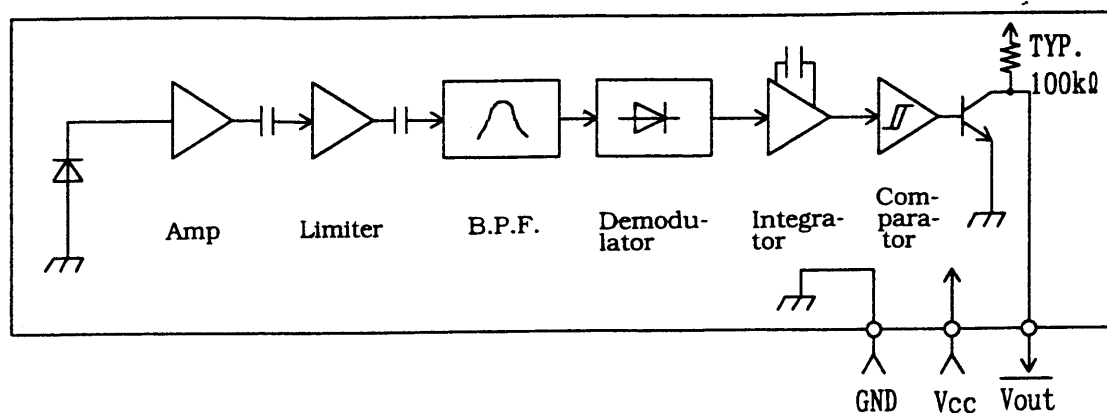 TYP.
100kΩ
Amp
Limiter
B.P.F.
Demodu-
lator
Integra-
tor
Com-
para-
tor
GND
Vcc
Vout